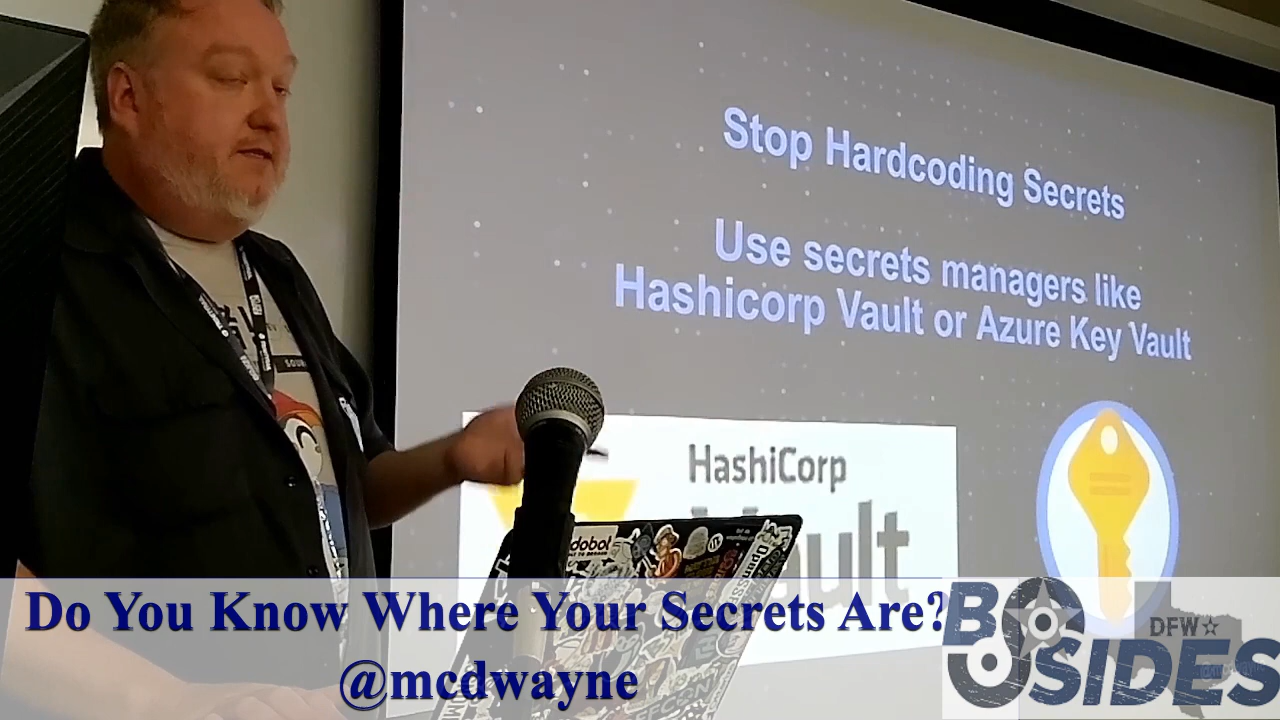 Stop Hardcoding Secrets
Use secrets managers like
Hashicorp Vault or Azure Key Vault
HashiCorp
Do You Know Where Your Secrets Are?
@mcdwayne
BSIDES
DFW